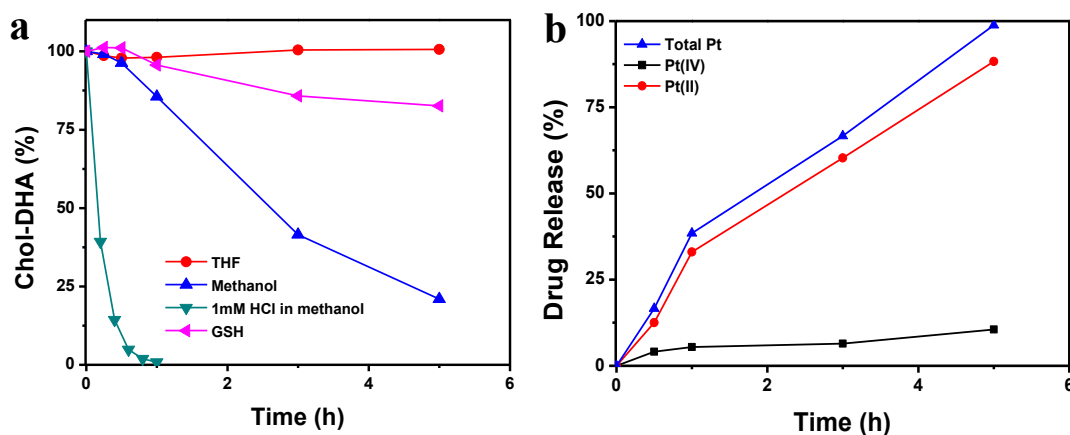 a
Chol-DHA (%)
100
75
50
25
0
THF
Methanol
1mM HCl in methanol
GSH
0
2
4
6
Time (h)
b
Drug Release (%)
100
75
50
25
0
Total Pt
Pt(IV)
Pt(II)
0
2
4
6
Time (h)